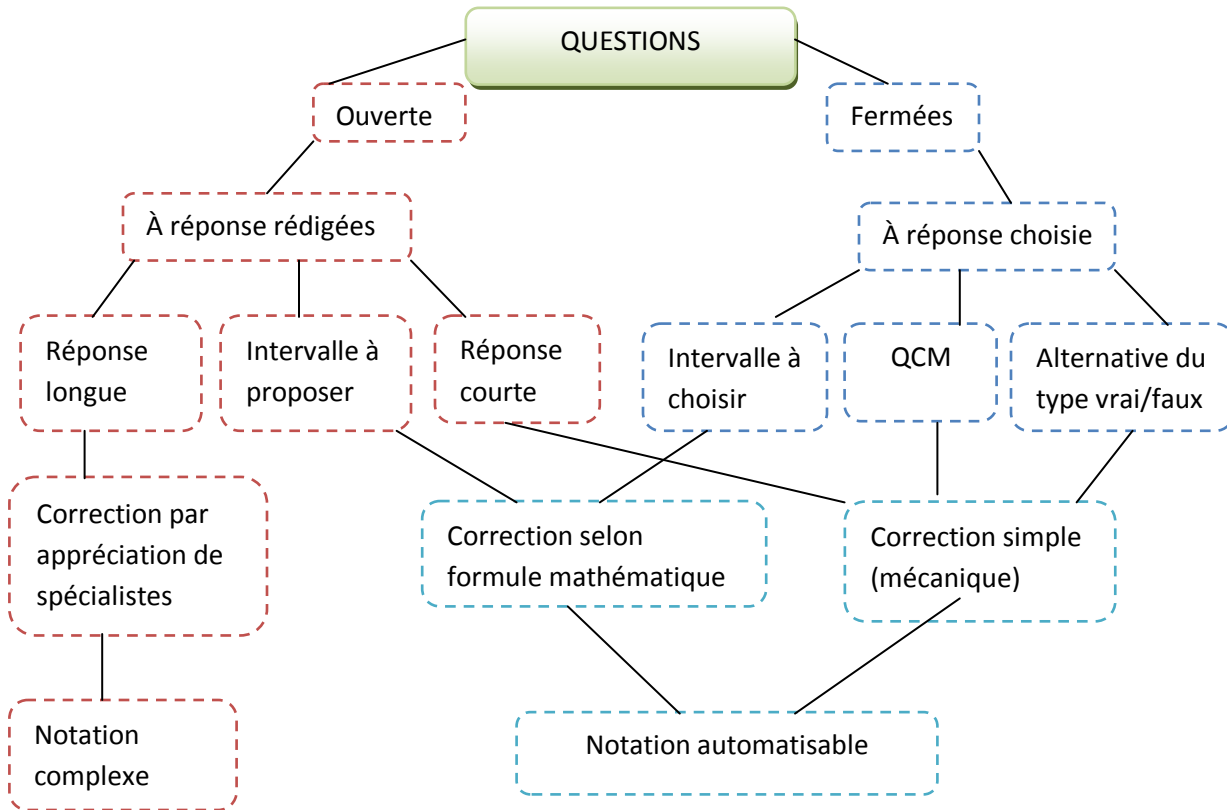 QUESTIONS
Ouverte
Fermées
À réponse rédigées
À réponse choisie
Réponse
longue
Intervalle à
proposer
Réponse
courte
Intervalle à
choisir
QCM
Alternative du
type vrai/faux
Correction par
appréciation de
spécialistes
Correction selon
formule mathématique
Correction simple
(mécanique)
Notation
complexe
Notation automatisable